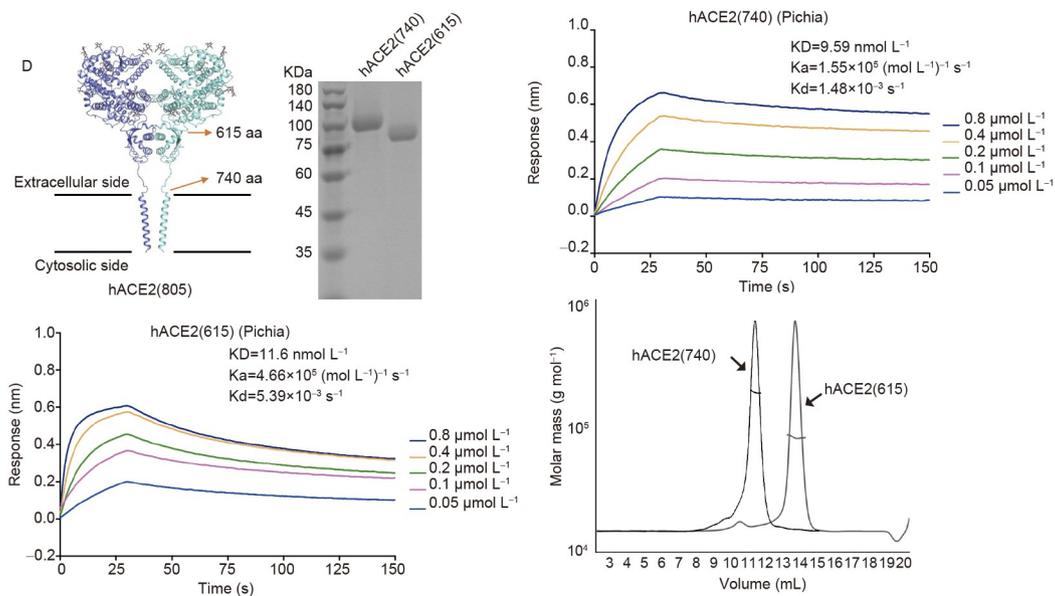 D
615 aa
740 aa
Extracellular side
Cytosolic side
hACE2(805)
hACE2(740)
hACE2(615)
KDa
180
140
100
75
60
45
35
hACE2(740) (Pichia)
KD=9.59 nmol L⁻¹
Ka=1.55×10⁵ (mol L⁻¹)⁻¹ s⁻¹
Kd=1.48×10⁻³ s⁻¹
Response (nm)
1.0
0.8
0.6
0.4
0.2
0.0
−0.2
0 25 50 75 100 125 150
Time (s)
0.8 µmol L⁻¹
0.4 µmol L⁻¹
0.2 µmol L⁻¹
0.1 µmol L⁻¹
0.05 µmol L⁻¹
hACE2(615) (Pichia)
KD=11.6 nmol L⁻¹
Ka=4.66×10⁵ (mol L⁻¹)⁻¹ s⁻¹
Kd=5.39×10⁻³ s⁻¹
Response (nm)
1.0
0.8
0.6
0.4
0.2
0.0
−0.2
0 25 50 75 100 125 150
Time (s)
0.8 µmol L⁻¹
0.4 µmol L⁻¹
0.2 µmol L⁻¹
0.1 µmol L⁻¹
0.05 µmol L⁻¹
Molar mass (g mol⁻¹)
10⁶
10⁵
10⁴
hACE2(740)
hACE2(615)
3 4 5 6 7 8 9 10 11 12 13 14 15 16 17 18 19 20
Volume (mL)